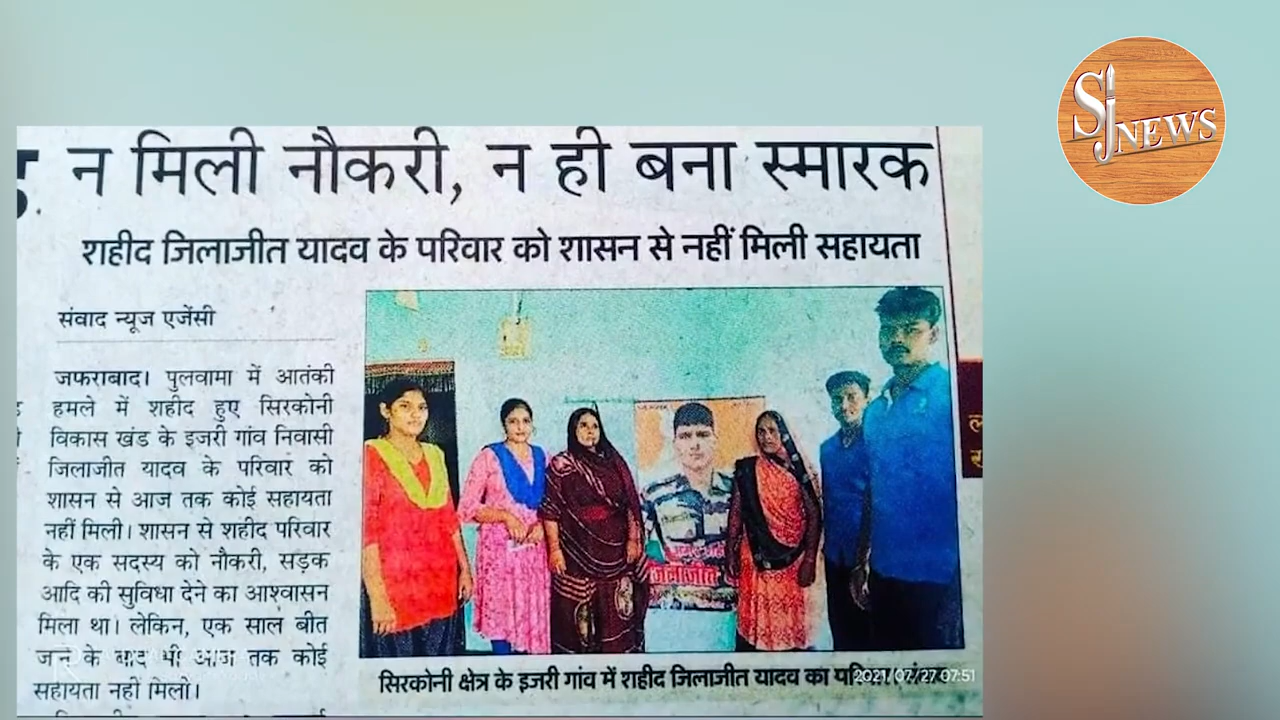 SJ NEWS
न मिली नौकरी, न ही बना स्मारक
शहीद जिलाजीत यादव के परिवार को शासन से नहीं मिली सहायता
संवाद न्यूज एजेंसी
जफराबाद। पुलवामा में आतंकी
हमले में शहीद हुए सिरकोनी
विकास खंड के इजरी गांव निवासी
जिलाजीत यादव के परिवार को
शासन से आज तक कोई सहायता
नहीं मिली। शासन से शहीद परिवार
के एक सदस्य को नौकरी, सड़क
आदि की सुविधा देने का आश्वासन
मिला था। लेकिन, एक साल बीत
जाने के बाद भी आज तक कोई
सहायता नहीं मिली।
जिलाजीत
सिरकोनी क्षेत्र के इजरी गांव में शहीद जिलाजीत यादव का
2021/07/27 07:51